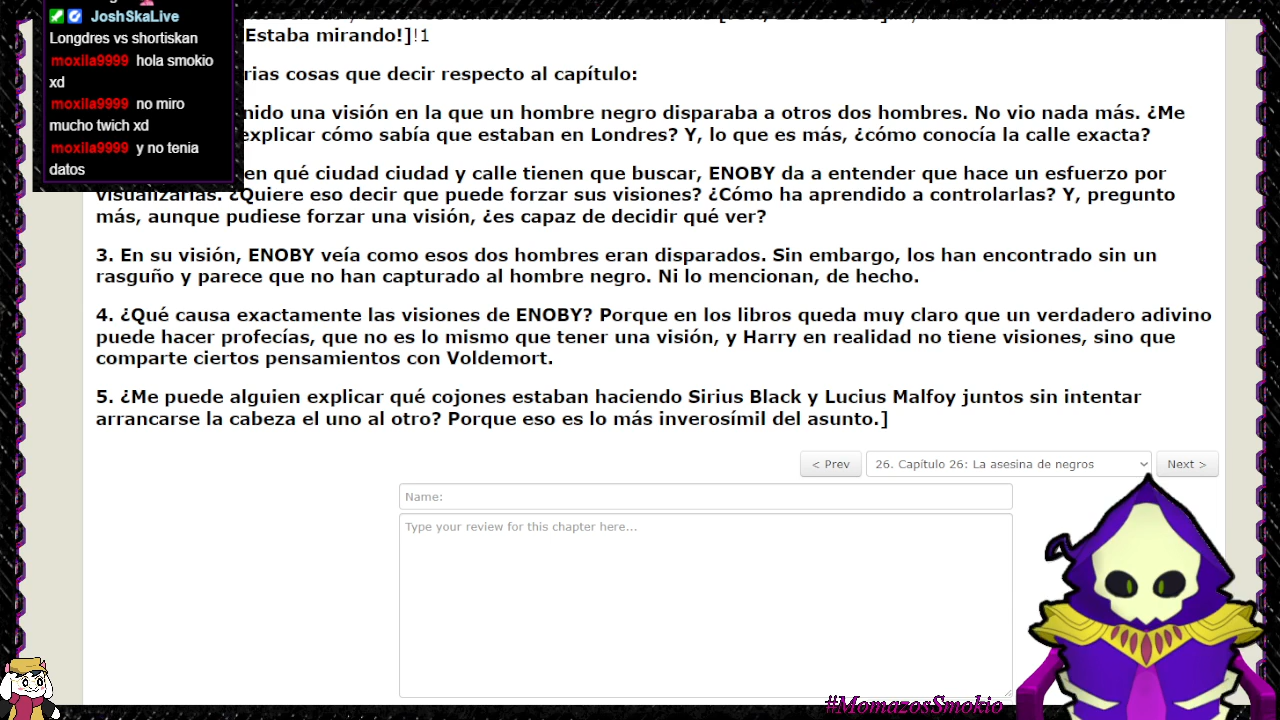 JoshSkaLive
Longdres vs shortiskan
moxila9999 hola smokio
xd
moxila9999 no miro
mucho twich xd
moxila9999 y no tenia
datos
Estaba mirando!]!1
rias cosas que decir respecto al capítulo:
nido una visión en la que un hombre negro disparaba a otros dos hombres. No vio nada más. ¿Me
explicar cómo sabía que estaban en Londres? Y, lo que es más, ¿cómo conocía la calle exacta?
en qué ciudad ciudad y calle tienen que buscar, ENOBY da a entender que hace un esfuerzo por
visualizarlas. ¿Quiere eso decir que puede forzar sus visiones? ¿Cómo ha aprendido a controlarlas? Y, pregunto
más, aunque pudiese forzar una visión, ¿es capaz de decidir qué ver?
3. En su visión, ENOBY veía como esos dos hombres eran disparados. Sin embargo, los han encontrado sin un
rasguño y parece que no han capturado al hombre negro. Ni lo mencionan, de hecho.
4. ¿Qué causa exactamente las visiones de ENOBY? Porque en los libros queda muy claro que un verdadero adivino
puede hacer profecías, que no es lo mismo que tener una visión, y Harry en realidad no tiene visiones, sino que
comparte ciertos pensamientos con Voldemort.
5. ¿Me puede alguien explicar qué cojones estaban haciendo Sirius Black y Lucius Malfoy juntos sin intentar
arrancarse la cabeza el uno al otro? Porque eso es lo más inverosímil del asunto.]
< Prev
26. Capítulo 26: La asesina de negros
Next >
Name:
Type your review for this chapter here...
#MomazosSmokio